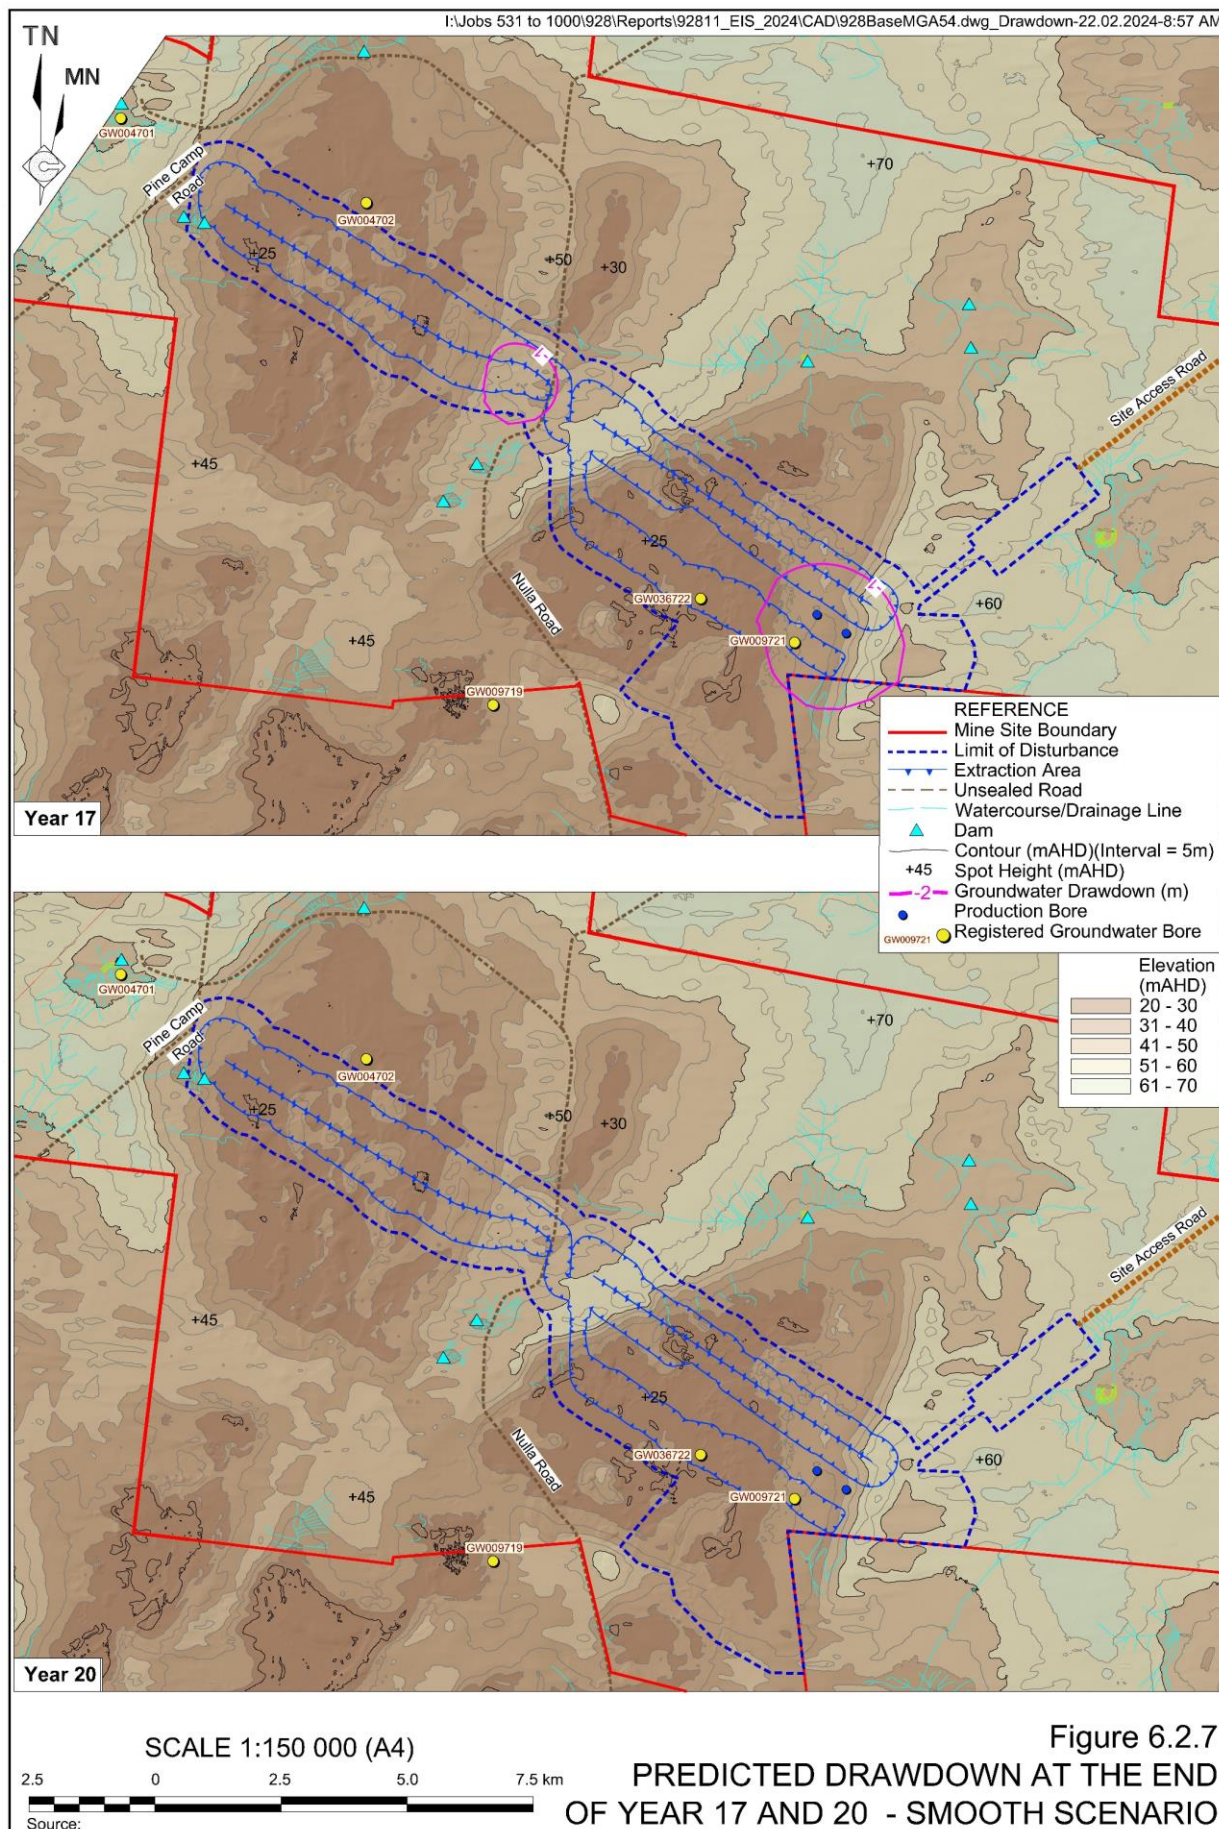 I:\Jobs 531 to 1000\928\Reports\92811_EIS_2024\CAD\928BaseMGA54.dwg_Drawdown-22.02.2024-8:57 AM
TN
MN
GW004701
Pine Camp
Road
GW004702
+70
+25
+50
+30
-1
Site Access Road
+45
+25
Nulla Road
GW036722
-1
+60
GW009721
+45
GW009719
Year 17
REFERENCE
Mine Site Boundary
Limit of Disturbance
Extraction Area
Unsealed Road
Watercourse/Drainage Line
Dam
Contour (mAHD)(Interval = 5m)
+45 Spot Height (mAHD)
-2 Groundwater Drawdown (m)
Production Bore
GW009721 Registered Groundwater Bore
Elevation
(mAHD)
20 - 30
31 - 40
41 - 50
51 - 60
61 - 70
GW004701
Pine Camp
Road
GW004702
+70
+25
+50
+30
Site Access Road
+45
+25
Nulla Road
GW036722
+60
GW009721
+45
GW009719
Year 20
SCALE 1:150 000 (A4)
2.5 0 2.5 5.0 7.5 km
Source:
Figure 6.2.7
PREDICTED DRAWDOWN AT THE END
OF YEAR 17 AND 20 - SMOOTH SCENARIO